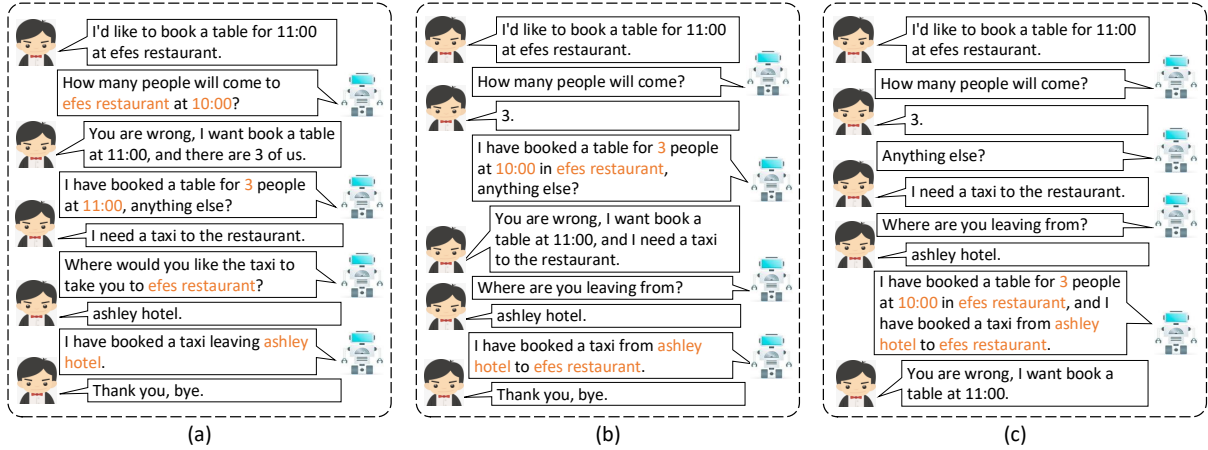 I'd like to book a table for 11:00
at efes restaurant.
How many people will come to
efes restaurant at 10:00?
You are wrong, I want book a table
at 11:00, and there are 3 of us.
I have booked a table for 3 people
at 11:00, anything else?
I need a taxi to the restaurant.
Where would you like the taxi to
take you to efes restaurant?
ashley hotel.
I have booked a taxi leaving ashley
hotel.
Thank you, bye.
(a)
I'd like to book a table for 11:00
at efes restaurant.
How many people will come?
3.
I have booked a table for 3 people
at 10:00 in efes restaurant,
anything else?
You are wrong, I want book a
table at 11:00, and I need a taxi
to the restaurant.
Where are you leaving from?
ashley hotel.
I have booked a taxi from ashley
hotel to efes restaurant.
Thank you, bye.
(b)
I'd like to book a table for 11:00
at efes restaurant.
How many people will come?
3.
Anything else?
I need a taxi to the restaurant.
Where are you leaving from?
ashley hotel.
I have booked a table for 3 people
at 10:00 in efes restaurant, and I
have booked a taxi from ashley
hotel to efes restaurant.
You are wrong, I want book a
table at 11:00.
(c)